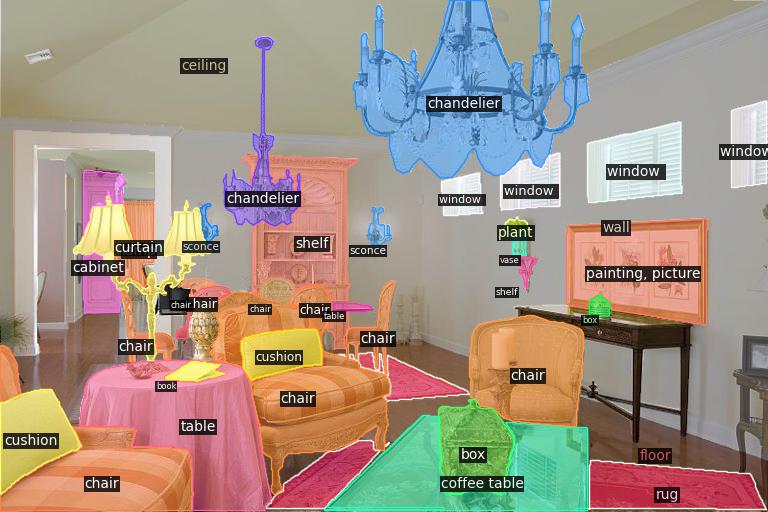 ceiling
chandelier
window
window
window
window
chandelier
wall
plant
curtain
sconce
shelf
sconce
vase
cabinet
painting, picture
shelf
chair
hair
chair
chair
table
box
chair
chair
cushion
chair
book
chair
table
cushion
box
floor
chair
coffee table
rug